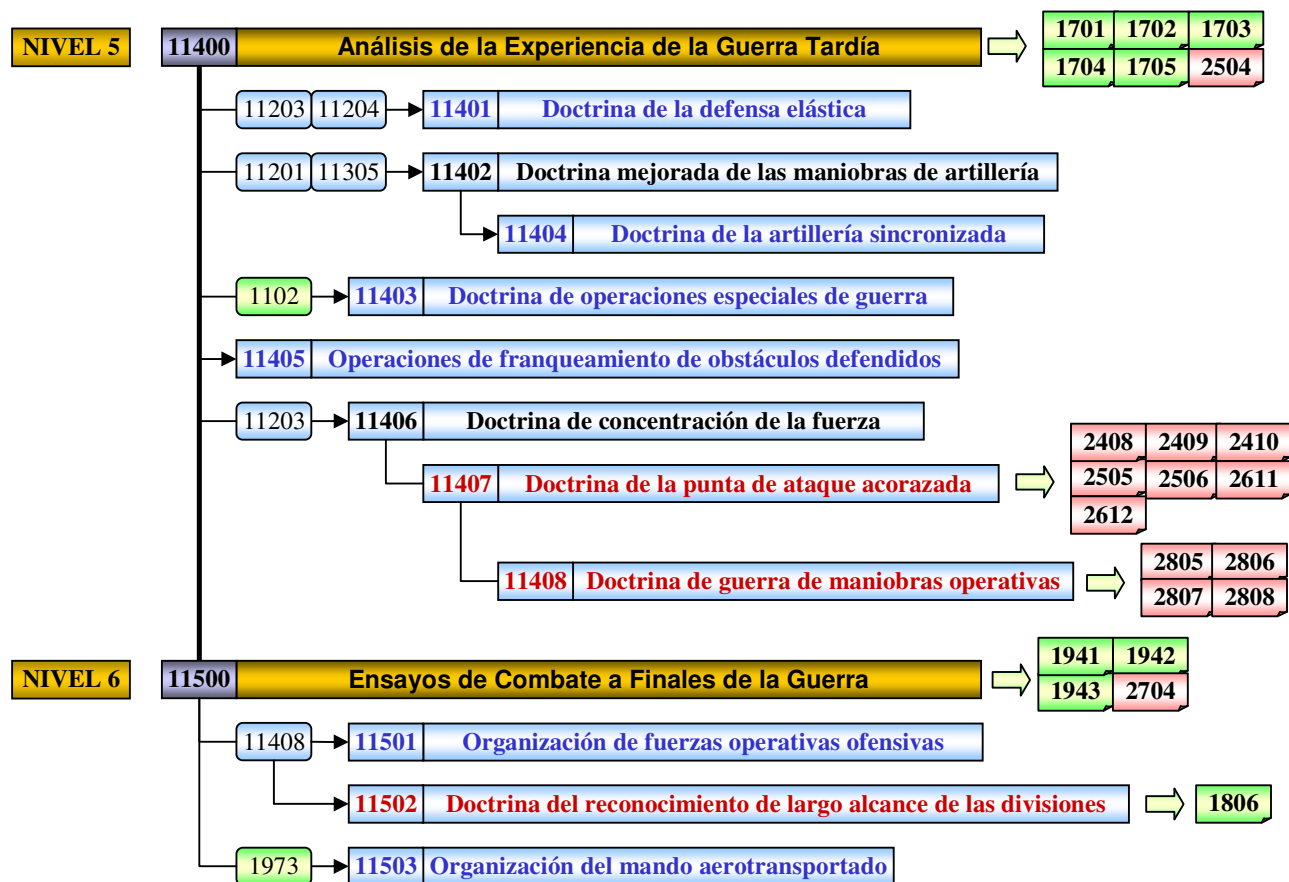 NIVEL 5 11400 Análisis de la Experiencia de la Guerra Tardía 1701 1702 1703
1704 1705 2504
11203 11204 11401 Doctrina de la defensa elástica
11201 11305 11402 Doctrina mejorada de las maniobras de artillería
11404 Doctrina de la artillería sincronizada
1102 11403 Doctrina de operaciones especiales de guerra
11405 Operaciones de franqueamiento de obstáculos defendidos
11203 11406 Doctrina de concentración de la fuerza
2408 2409 2410
11407 Doctrina de la punta de ataque acorazada 2505 2506 2611
2612
11408 Doctrina de guerra de maniobras operativas 2805 2806
2807 2808
NIVEL 6 11500 Ensayos de Combate a Finales de la Guerra 1941 1942
1943 2704
11408 11501 Organización de fuerzas operativas ofensivas
11502 Doctrina del reconocimiento de largo alcance de las divisiones 1806
1973 11503 Organización del mando aerotransportado